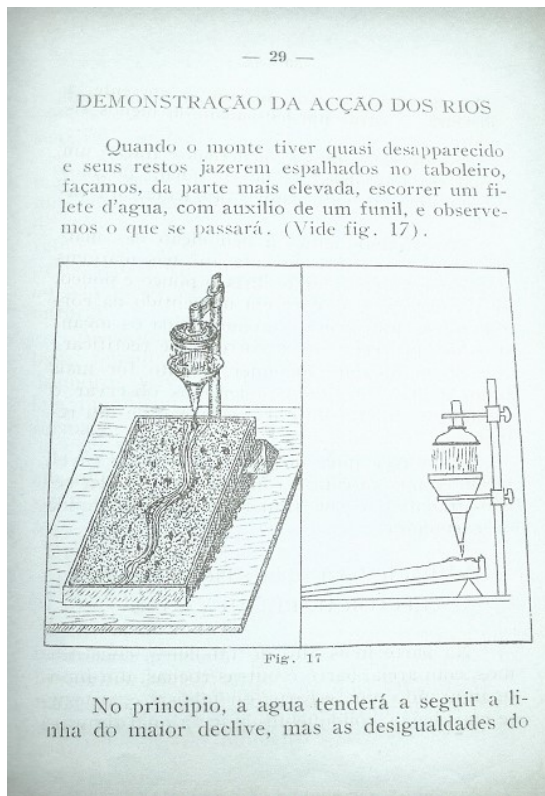 — 29 —
DEMONSTRAÇÃO DA ACÇÃO DOS RIOS
Quando o monte tiver quasi desapparecido
e seus restos jazerem espalhados no taboleiro,
façamos, da parte mais elevada, escorrer um fi-
lete d'agua, com auxilio de um funil, e observe-
mos o que se passará. (Vide fig. 17).
Fig. 17
No principio, a agua tenderá a seguir a li-
nha do maior declive, mas as desigualdades do